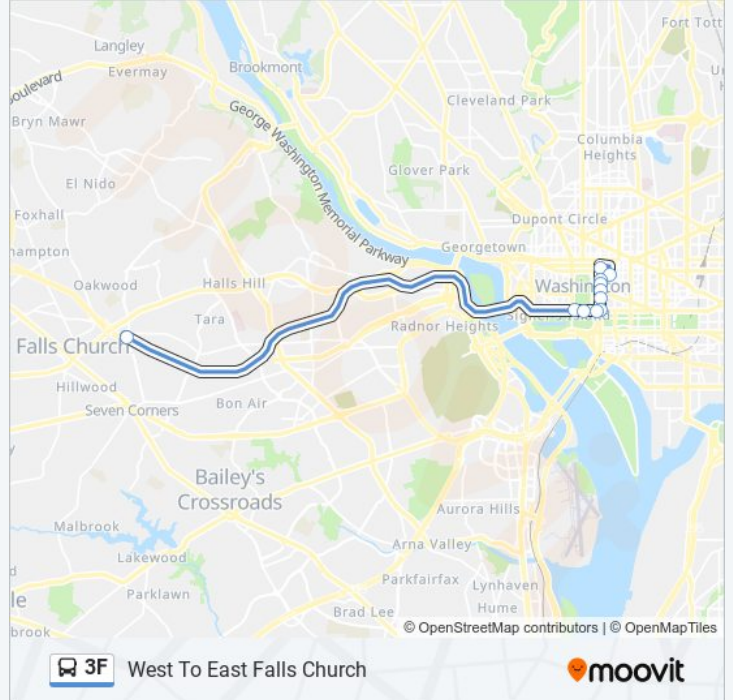 Fort Tott
Langley
Evermay
Brookmont
oulevard
Cleveland Park
Bryn Mawr
George Washington Memorial Parkway
Columbia
Heights
Glover Park
El Nido
Foxhall
Dupont Circle
hampton
Georgetown
Oakwood
Halls Hill
Washington
Tara
Radnor Heights
Falls Church
Hillwood
Seven Corners
Bon Air
Bailey's
Crossroads
Malbrook
Aurora Hills
Arna Valley
Lakewood
Parklawn
Parkfairfax
Lynhaven
le
Brad Lee
Hume
brook
© OpenStreetMap contributors | © OpenMapTiles
3F West To East Falls Church
moovit